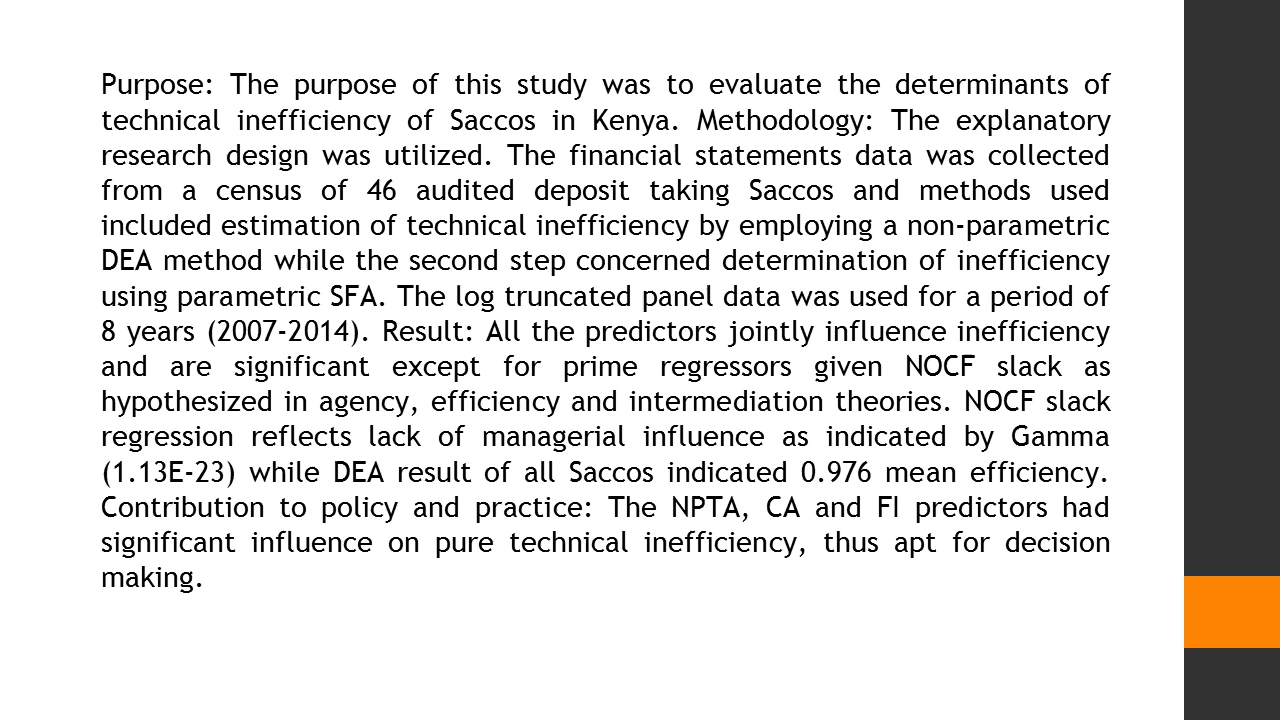 Purpose: The purpose of this study was to evaluate the determinants of
technical inefficiency of Saccos in Kenya. Methodology: The explanatory
research design was utilized. The financial statements data was collected
from a census of 46 audited deposit taking Saccos and methods used
included estimation of technical inefficiency by employing a non-parametric
DEA method while the second step concerned determination of inefficiency
using parametric SFA. The log truncated panel data was used for a period of
8 years (2007-2014). Result: All the predictors jointly influence inefficiency
and are significant except for prime regressors given NOCF slack as
hypothesized in agency, efficiency and intermediation theories. NOCF slack
regression reflects lack of managerial influence as indicated by Gamma
(1.13E-23) while DEA result of all Saccos indicated 0.976 mean efficiency.
Contribution to policy and practice: The NPTA, CA and FI predictors had
significant influence on pure technical inefficiency, thus apt for decision
making.